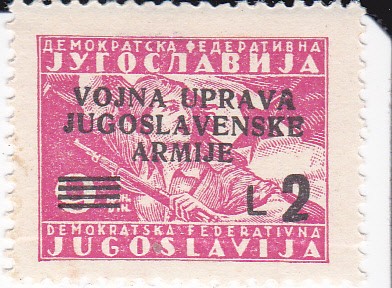 ДЕМОКРАТСКА ФЕДЕРАТИВНА
ЈУГОСЛАВИЈА
VOJNA UPRAVA
JUGOSLAVENSKE
ARMIJE
L 2
DEMOKRATSKA FEDERATIVNA
JUGOSLAVIJA